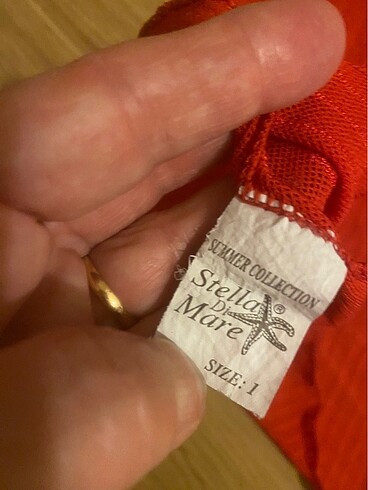 SUMMER COLLECTION
Stella
Di
Mare ®
SIZE: 1